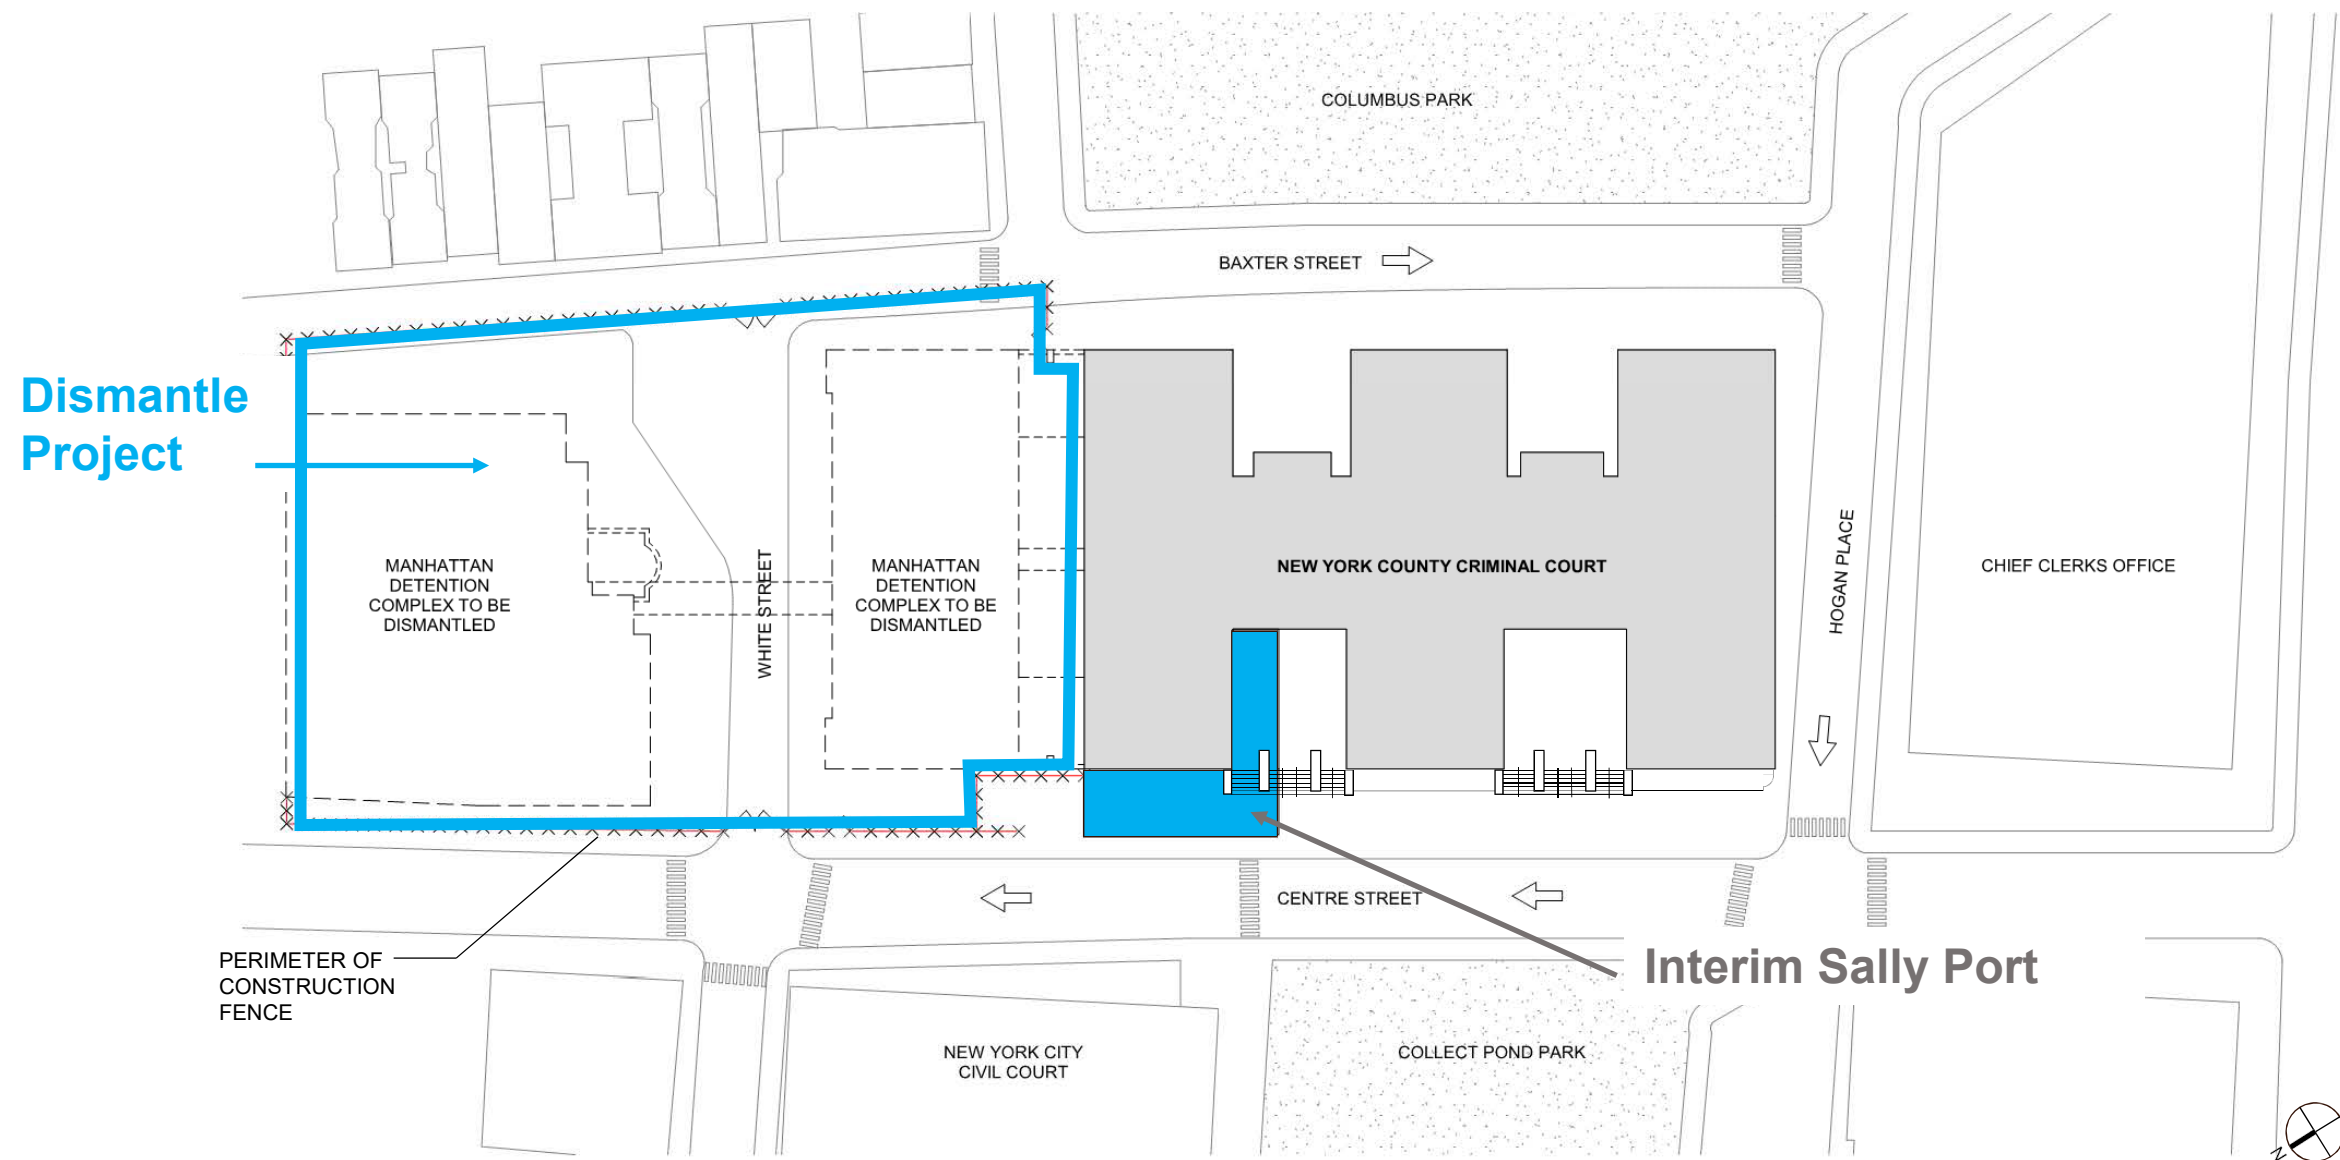 COLUMBUS PARK
BAXTER STREET
Dismantle
Project
MANHATTAN
DETENTION
COMPLEX TO BE
DISMANTLED
WHITE STREET
MANHATTAN
DETENTION
COMPLEX TO BE
DISMANTLED
NEW YORK COUNTY CRIMINAL COURT
HOGAN PLACE
CHIEF CLERKS OFFICE
CENTRE STREET
PERIMETER OF
CONSTRUCTION
FENCE
Interim Sally Port
NEW YORK CITY
CIVIL COURT
COLLECT POND PARK
N